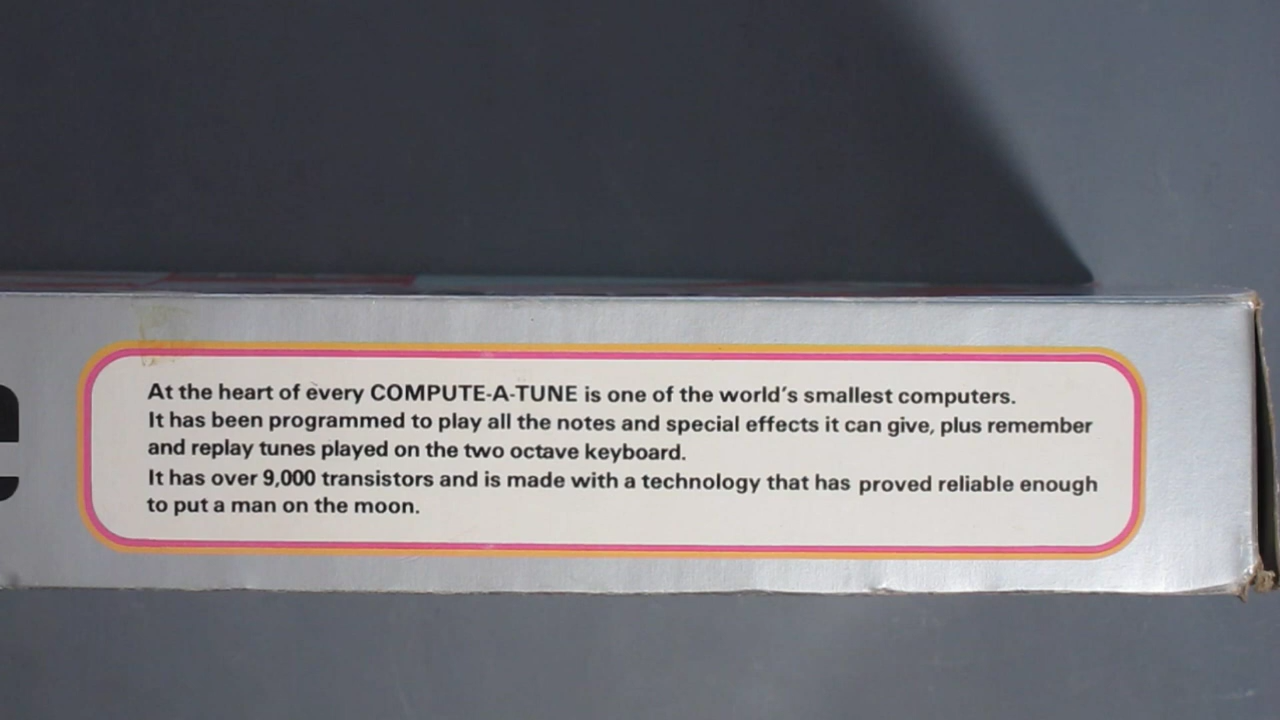 At the heart of every COMPUTE-A-TUNE is one of the world's smallest computers.
It has been programmed to play all the notes and special effects it can give, plus remember
and replay tunes played on the two octave keyboard.
It has over 9,000 transistors and is made with a technology that has proved reliable enough
to put a man on the moon.